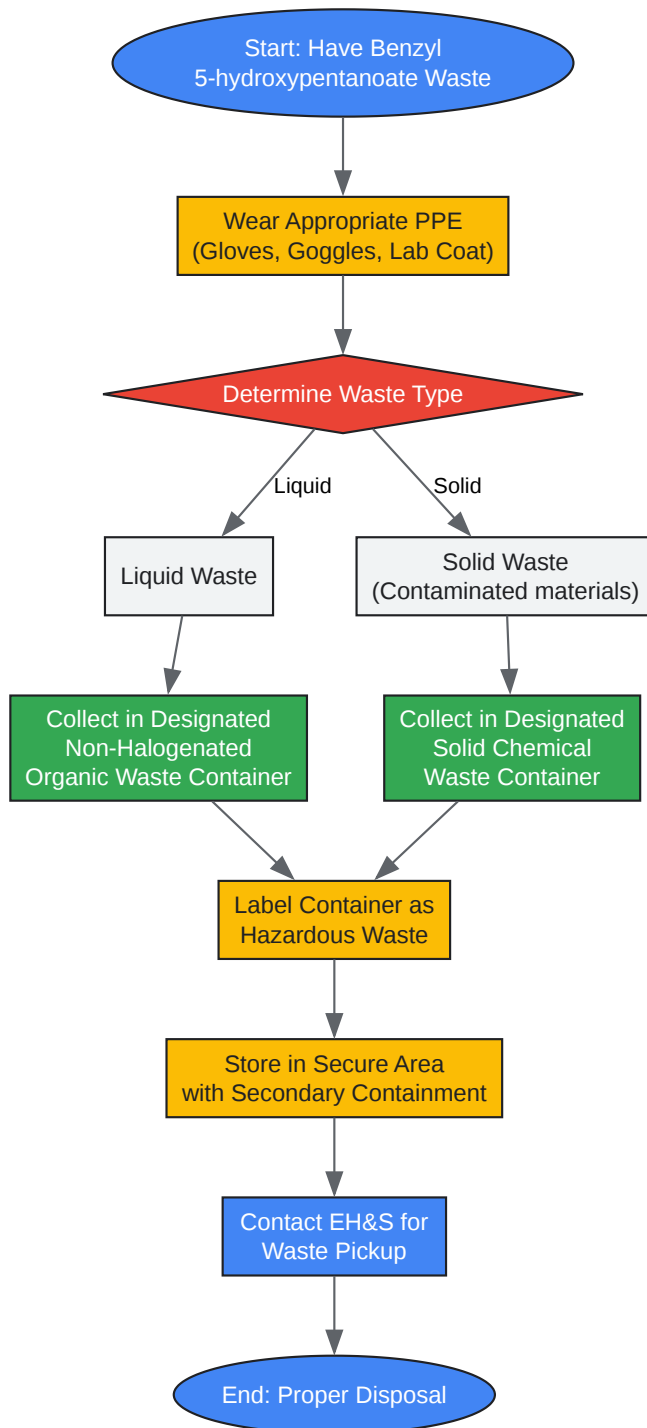 Start: Have Benzyl
5-hydroxypentanoate Waste
Wear Appropriate PPE
(Gloves, Goggles, Lab Coat)
Determine Waste Type
Liquid
Solid
Liquid Waste
Solid Waste
(Contaminated materials)
Collect in Designated
Non-Halogenated
Organic Waste Container
Collect in Designated
Solid Chemical
Waste Container
Label Container as
Hazardous Waste
Store in Secure Area
with Secondary Containment
Contact EH&S for
Waste Pickup
End: Proper Disposal